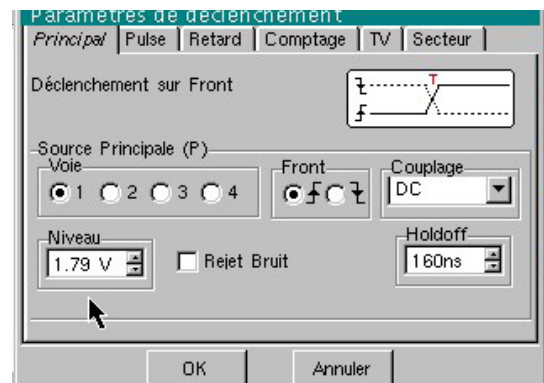 Paramètres de déclenchement
Principal Pulse Retard Comptage TV Secteur
Déclenchement sur Front
T
Source Principale (P)
Voie Front Couplage
1 2 3 4 DC
Niveau Holdoff
1.79 V Rejet Bruit 160ns
OK Annuler